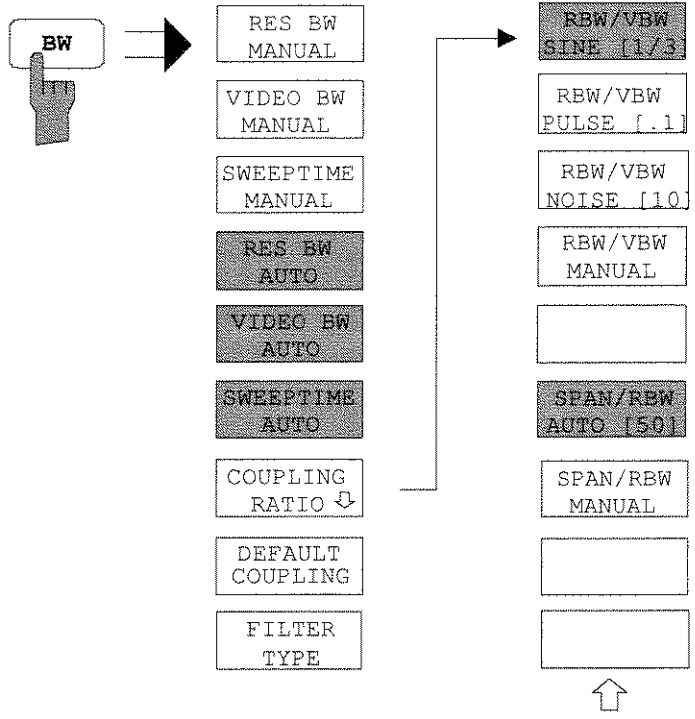 BW
RES BW
MANUAL
VIDEO BW
MANUAL
SWEEPTIME
MANUAL
RES BW
AUTO
VIDEO BW
AUTO
SWEEPTIME
AUTO
COUPLING
RATIO
DEFAULT
COUPLING
FILTER
TYPE
RBW/VBW
SINE [1/3]
RBW/VBW
PULSE [.1]
RBW/VBW
NOISE [10]
RBW/VBW
MANUAL
SPAN/RBW
AUTO [50]
SPAN/RBW
MANUAL